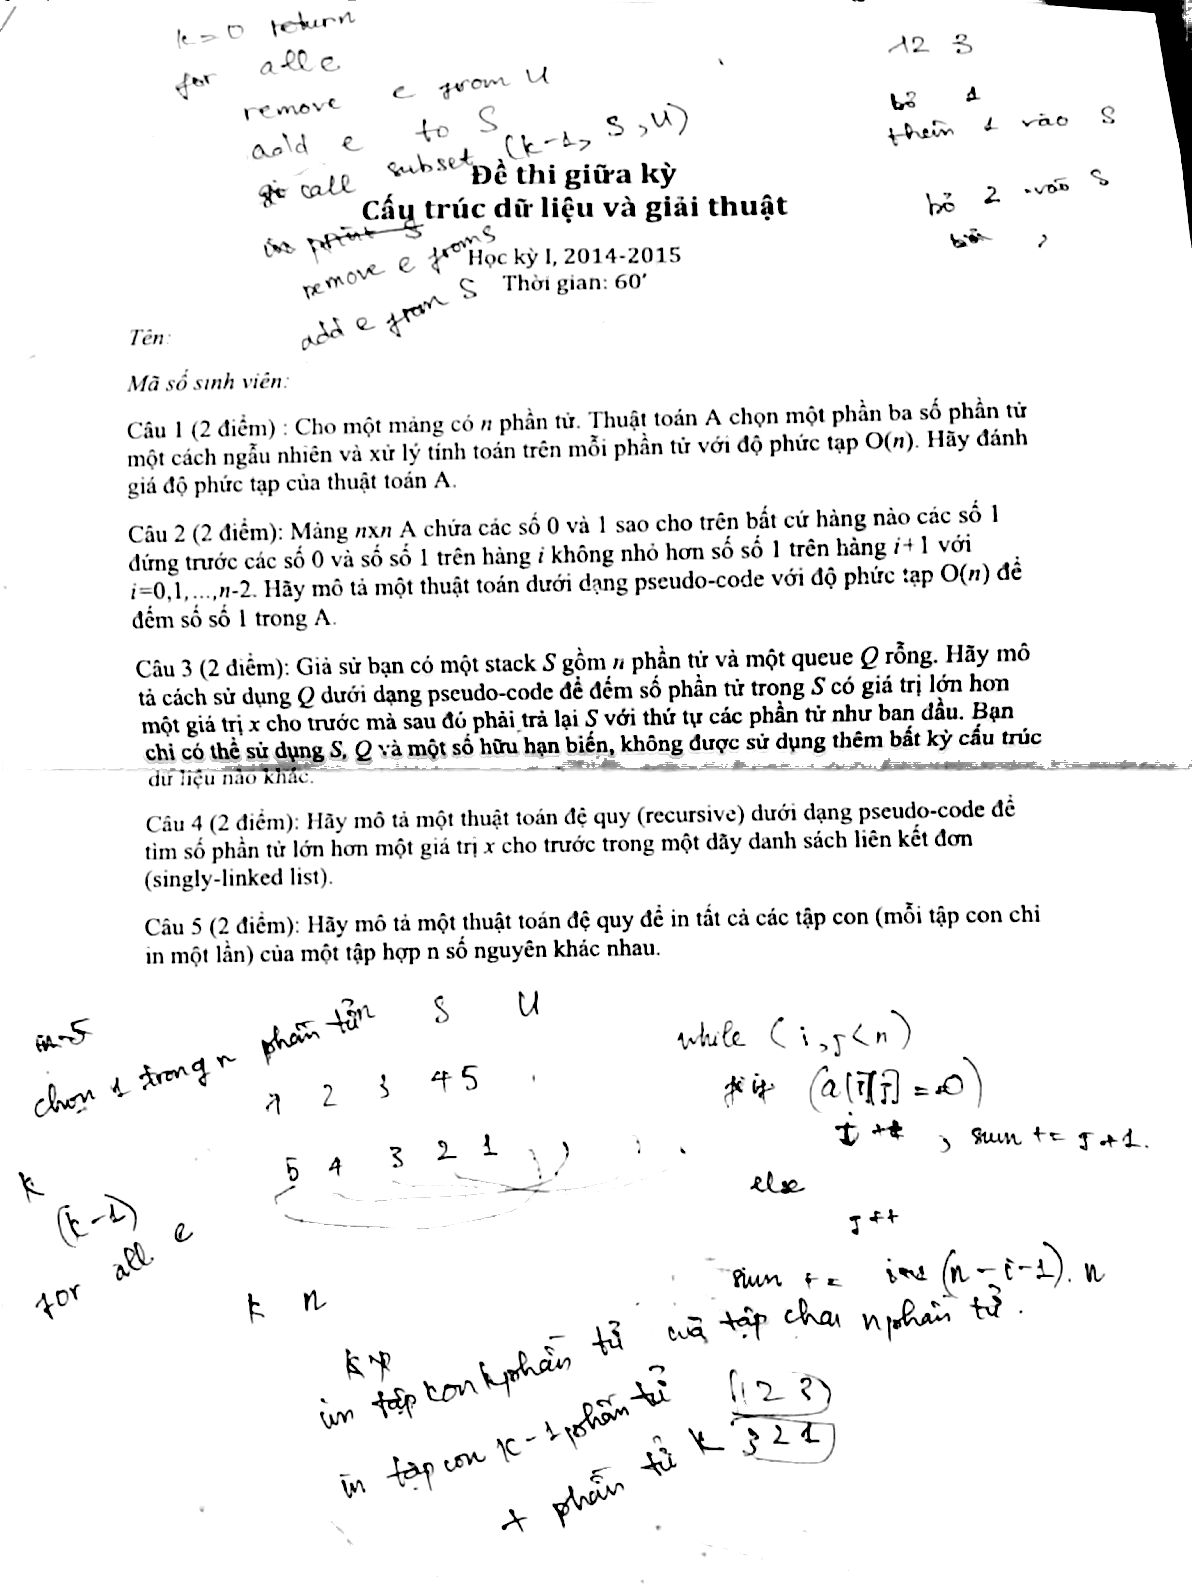 k=0 return
for all e
remove e from U
add e to S
call subset (k-1, S, U)
print S
remove e from S
add e from S
12 3
bỏ 1
thêm 1 vào S
bỏ 2 vào S
Đề thi giữa kỳ
Cấu trúc dữ liệu và giải thuật
Học kỳ I, 2014-2015
Thời gian: 60’
Tên:
Mã số sinh viên:
Câu 1 (2 điểm) : Cho một mảng có n phần tử. Thuật toán A chọn một phần ba số phần tử
một cách ngẫu nhiên và xử lý tính toán trên mỗi phần tử với độ phức tạp O(n). Hãy đánh
giá độ phức tạp của thuật toán A.
Câu 2 (2 điểm): Mảng nxn A chứa các số 0 và 1 sao cho trên bất cứ hàng nào các số 1
đứng trước các số 0 và số số 1 trên hàng i không nhỏ hơn số số 1 trên hàng i+1 với
i=0,1,...,n-2. Hãy mô tả một thuật toán dưới dạng pseudo-code với độ phức tạp O(n) để
đếm số số 1 trong A.
Câu 3 (2 điểm): Giả sử bạn có một stack S gồm n phần tử và một queue Q rỗng. Hãy mô
tả cách sử dụng Q dưới dạng pseudo-code để đếm số phần tử trong S có giá trị lớn hơn
một giá trị x cho trước mà sau đó phải trả lại S với thứ tự các phần tử như ban đầu. Bạn
chỉ có thể sử dụng S, Q và một số hữu hạn biến, không được sử dụng thêm bất kỳ cấu trúc
dữ liệu nào khác.
Câu 4 (2 điểm): Hãy mô tả một thuật toán đệ quy (recursive) dưới dạng pseudo-code để
tìm số phần tử lớn hơn một giá trị x cho trước trong một dãy danh sách liên kết đơn
(singly-linked list).
Câu 5 (2 điểm): Hãy mô tả một thuật toán đệ quy để in tất cả các tập con (mỗi tập con chỉ
in một lần) của một tập hợp n số nguyên khác nhau.
S U
chọn 1 trong n phần tử
1 2 3 4 5
5 4 3 2 1
k
(k-1)
for all e
k n
while (i, j < n)
if (a[i][j] == 0)
i ++ , sum += j+1.
else
j++
sum += (n-i-1). n
in tập con k phần tử của tập cha n phần tử.
in tập con k-1 phần tử
+ phần tử k
(1 2 3)
3 2 1